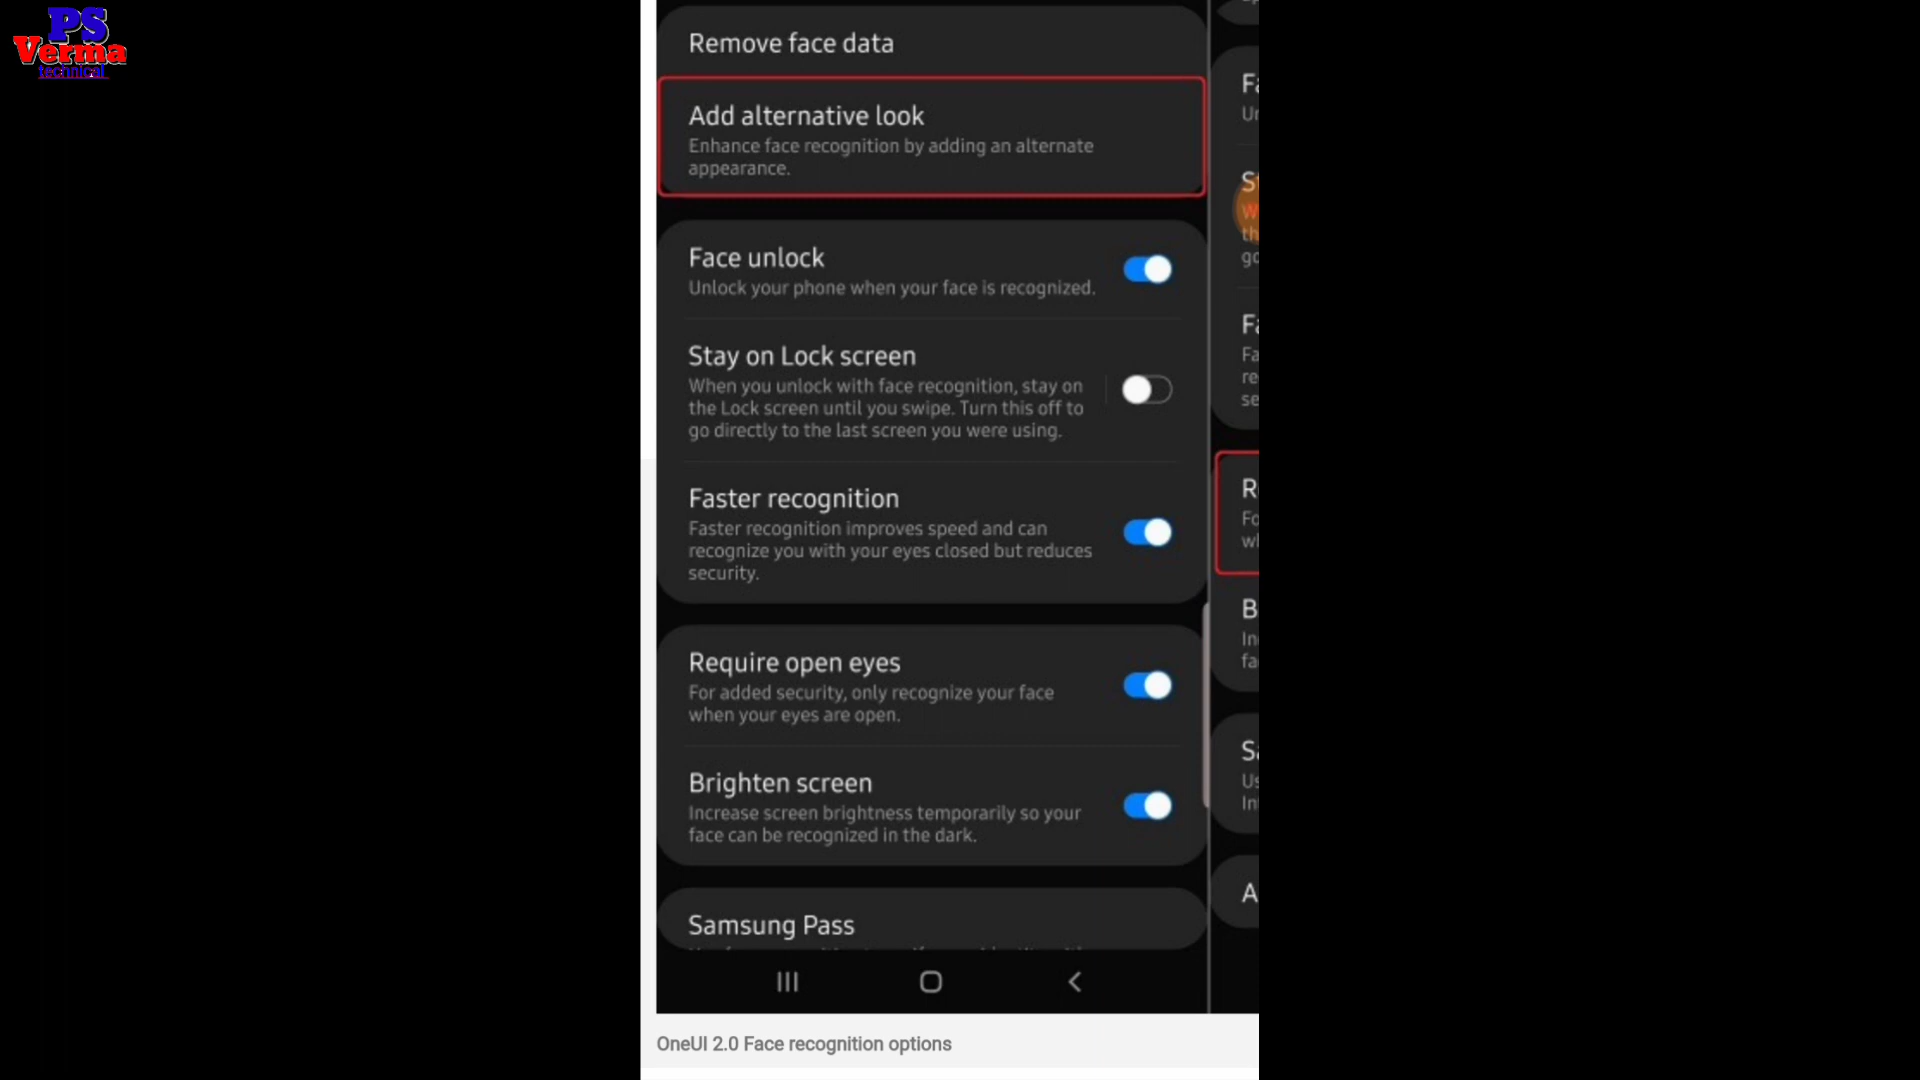 PS
Verma
technical
Remove face data
Add alternative look
Enhance face recognition by adding an alternate
appearance.
Face unlock
Unlock your phone when your face is recognized.
Stay on Lock screen
When you unlock with face recognition, stay on
the Lock screen until you swipe. Turn this off to
go directly to the last screen you were using.
Faster recognition
Faster recognition improves speed and can
recognize you with your eyes closed but reduces
security.
Require open eyes
For added security, only recognize your face
when your eyes are open.
Brighten screen
Increase screen brightness temporarily so your
face can be recognized in the dark.
Samsung Pass
OneUI 2.0 Face recognition options